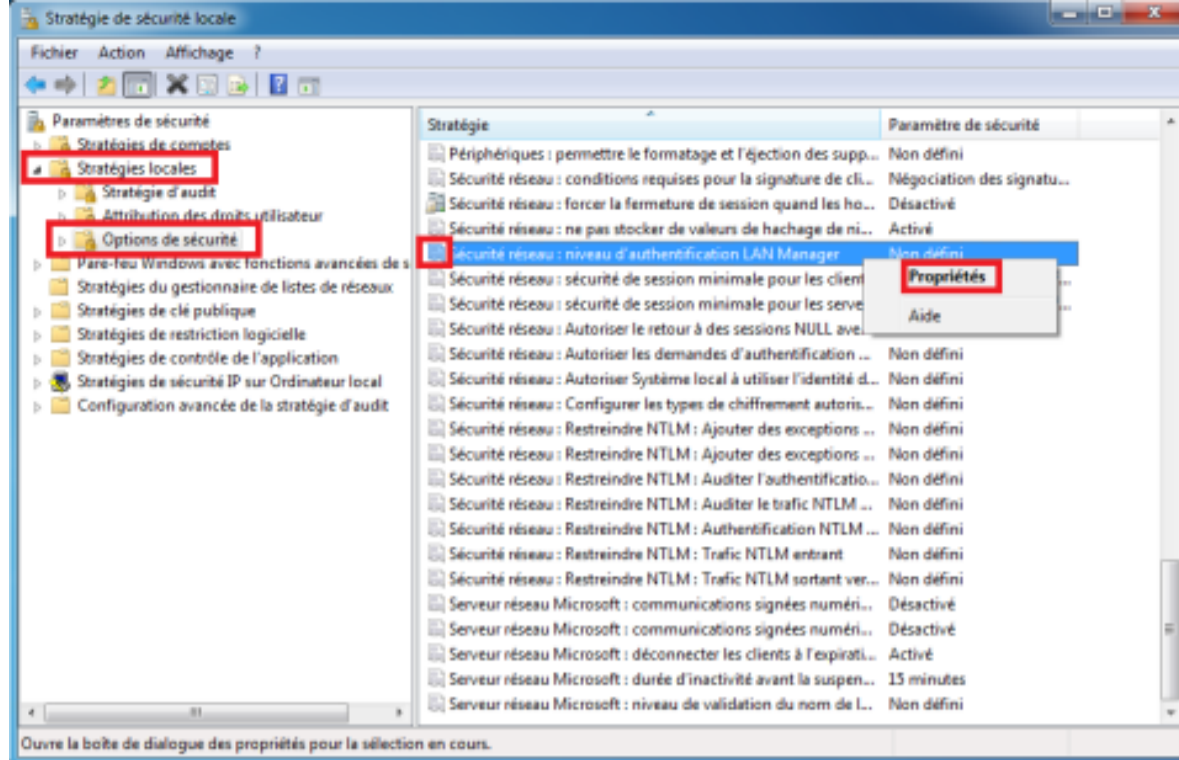 Stratégie de sécurité locale
Fichier Action Affichage ?
Paramètres de sécurité
Stratégies de comptes
Stratégies locales
Stratégie d'audit
Attribution des droits utilisateur
Options de sécurité
Pare-feu Windows avec fonctions avancées de s
Stratégies du gestionnaire de listes de réseaux
Stratégies de clé publique
Stratégies de restriction logicielle
Stratégies de contrôle de l'application
Stratégies de sécurité IP sur Ordinateur local
Configuration avancée de la stratégie d'audit
Stratégie Paramètre de sécurité
Périphériques : permettre le formatage et l'éjection des supp... Non défini
Sécurité réseau : conditions requises pour la signature de cli... Négociation des signatu...
Sécurité réseau : forcer la fermeture de session quand les ho... Désactivé
Sécurité réseau : ne pas stocker de valeurs de hachage de ni... Activé
Sécurité réseau : niveau d'authentification LAN Manager Non défini
Sécurité réseau : sécurité de session minimale pour les client
Sécurité réseau : sécurité de session minimale pour les serve
Sécurité réseau : Autoriser le retour à des sessions NULL ave...
Propriétés
Aide
Sécurité réseau : Autoriser les demandes d'authentification ... Non défini
Sécurité réseau : Autoriser Système local à utiliser l'identité d... Non défini
Sécurité réseau : Configurer les types de chiffrement autoris... Non défini
Sécurité réseau : Restreindre NTLM : Ajouter des exceptions ... Non défini
Sécurité réseau : Restreindre NTLM : Ajouter des exceptions ... Non défini
Sécurité réseau : Restreindre NTLM : Auditer l'authentificatio... Non défini
Sécurité réseau : Restreindre NTLM : Auditer le trafic NTLM ... Non défini
Sécurité réseau : Restreindre NTLM : Authentification NTLM ... Non défini
Sécurité réseau : Restreindre NTLM : Trafic NTLM entrant Non défini
Sécurité réseau : Restreindre NTLM : Trafic NTLM sortant ver... Non défini
Serveur réseau Microsoft : communications signées numéri... Désactivé
Serveur réseau Microsoft : communications signées numéri... Désactivé
Serveur réseau Microsoft : déconnecter les clients à l'expirati... Activé
Serveur réseau Microsoft : durée d'inactivité avant la suspen... 15 minutes
Serveur réseau Microsoft : niveau de validation du nom de l... Non défini
Ouvre la boîte de dialogue des propriétés pour la sélection en cours.